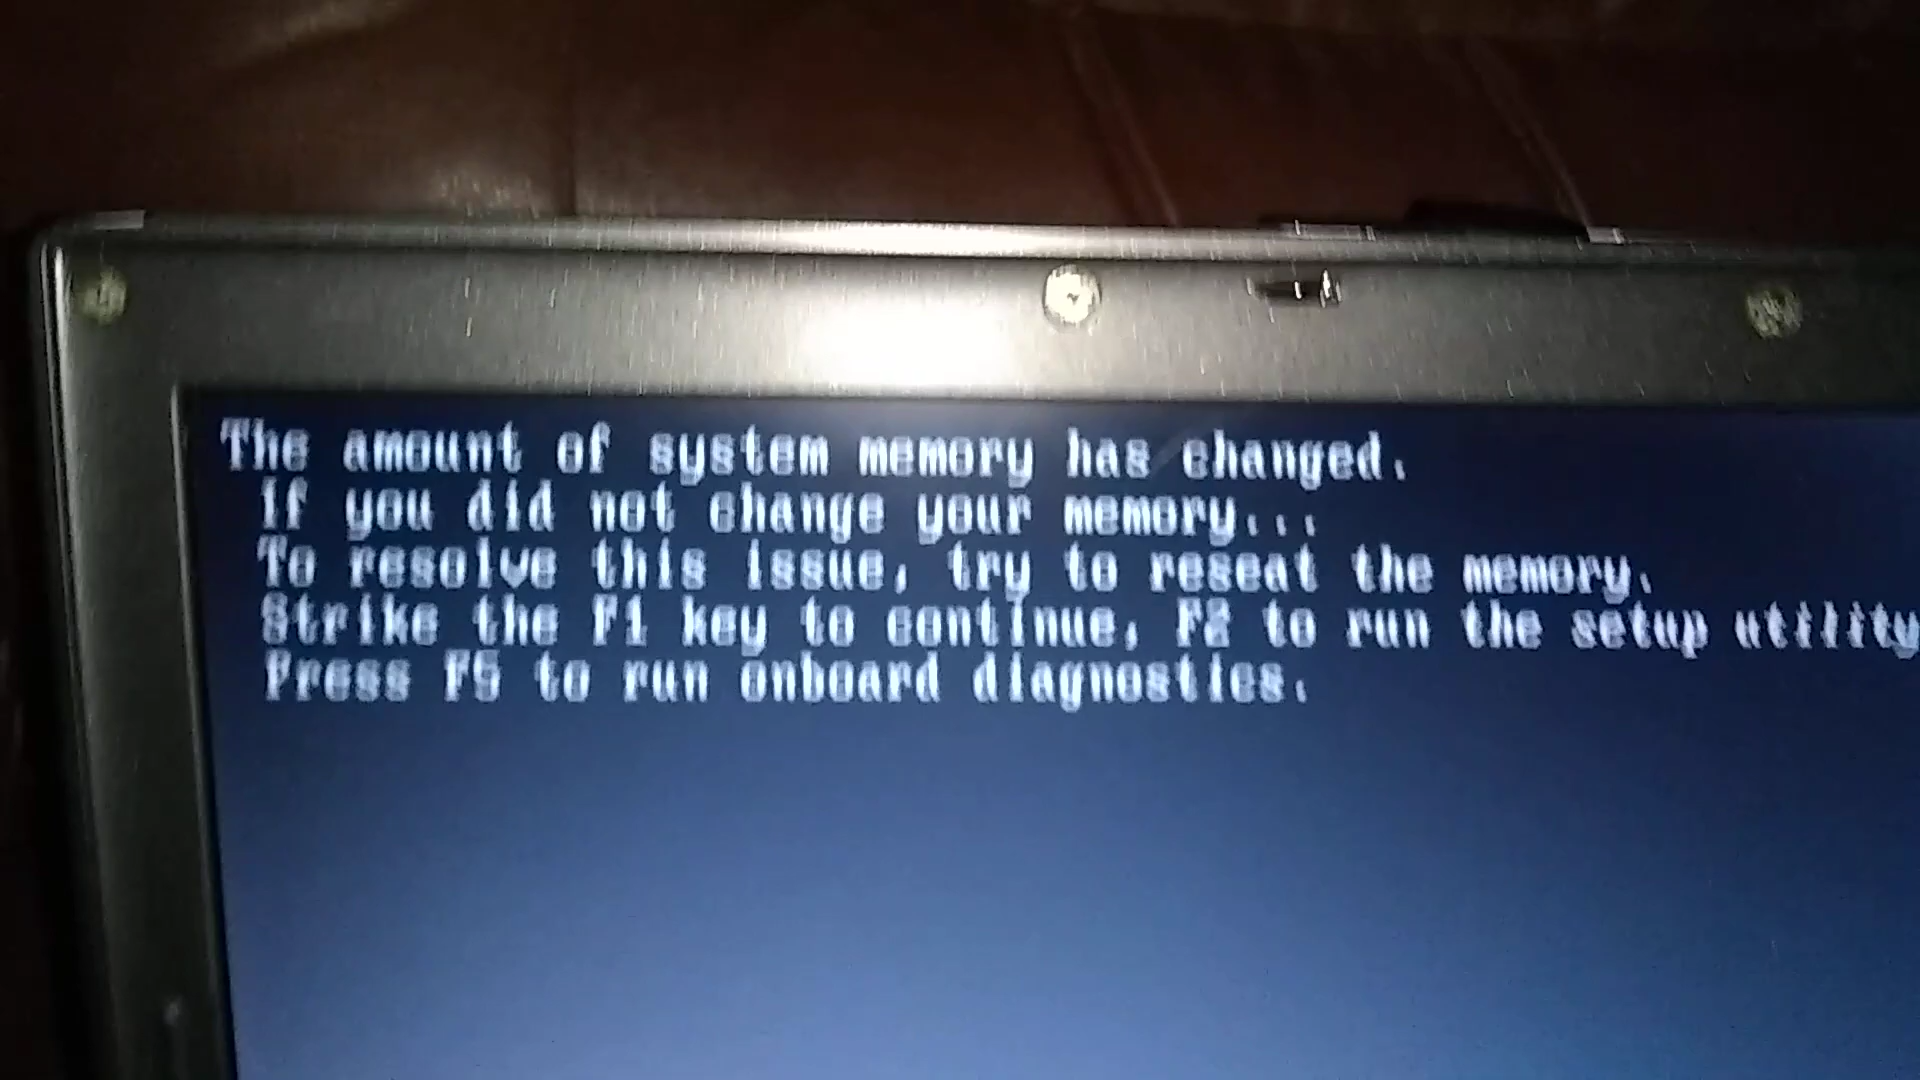 The amount of system memory has changed.
If you did not change your memory...
To resolve this issue, try to reseat the memory.
Strike the F1 key to continue, F2 to run the setup utility
Press F5 to run onboard diagnostics.